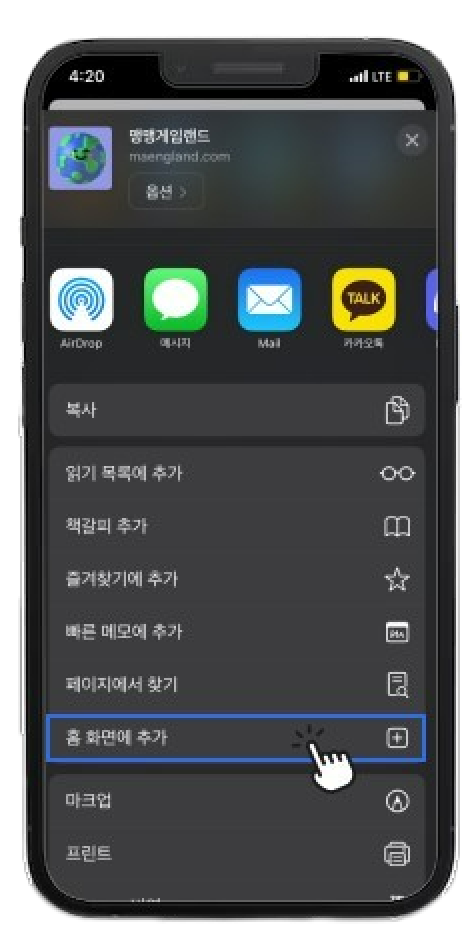 4:20
LTE
맹맹게임랜드
maengland.com
옵션 >
TALK
AirDrop
메시지
Mail
카카오톡
복사
읽기 목록에 추가
책갈피 추가
즐겨찾기에 추가
빠른 메모에 추가
페이지에서 찾기
홈 화면에 추가
마크업
프린트